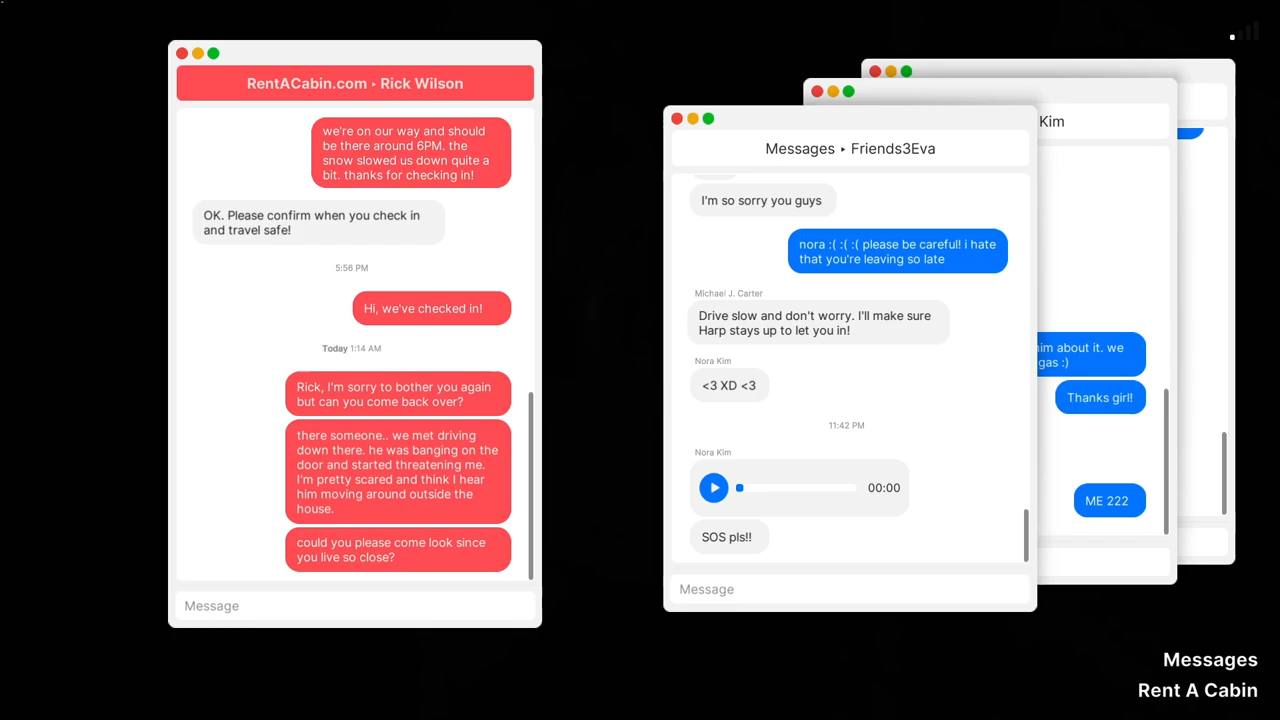 RentACabin.com ‣ Rick Wilson
we're on our way and should
be there around 6PM. the
snow slowed us down quite a
bit. thanks for checking in!
OK. Please confirm when you check in
and travel safe!
5:56 PM
Hi, we've checked in!
Today 1:14 AM
Rick, I'm sorry to bother you again
but can you come back over?
there someone.. we met driving
down there. he was banging on the
door and started threatening me.
I'm pretty scared and think I hear
him moving around outside the
house.
could you please come look since
you live so close?
Message
Messages ‣ Friends3Eva
I'm so sorry you guys
nora :( :( :( please be careful! i hate
that you're leaving so late
Michael J. Carter
Drive slow and don't worry. I'll make sure
Harp stays up to let you in!
Nora Kim
<3 XD <3
11:42 PM
Nora Kim
00:00
SOS pls!!
Message
Kim
him about it. we
gas :)
Thanks girl!
ME 222
Messages
Rent A Cabin